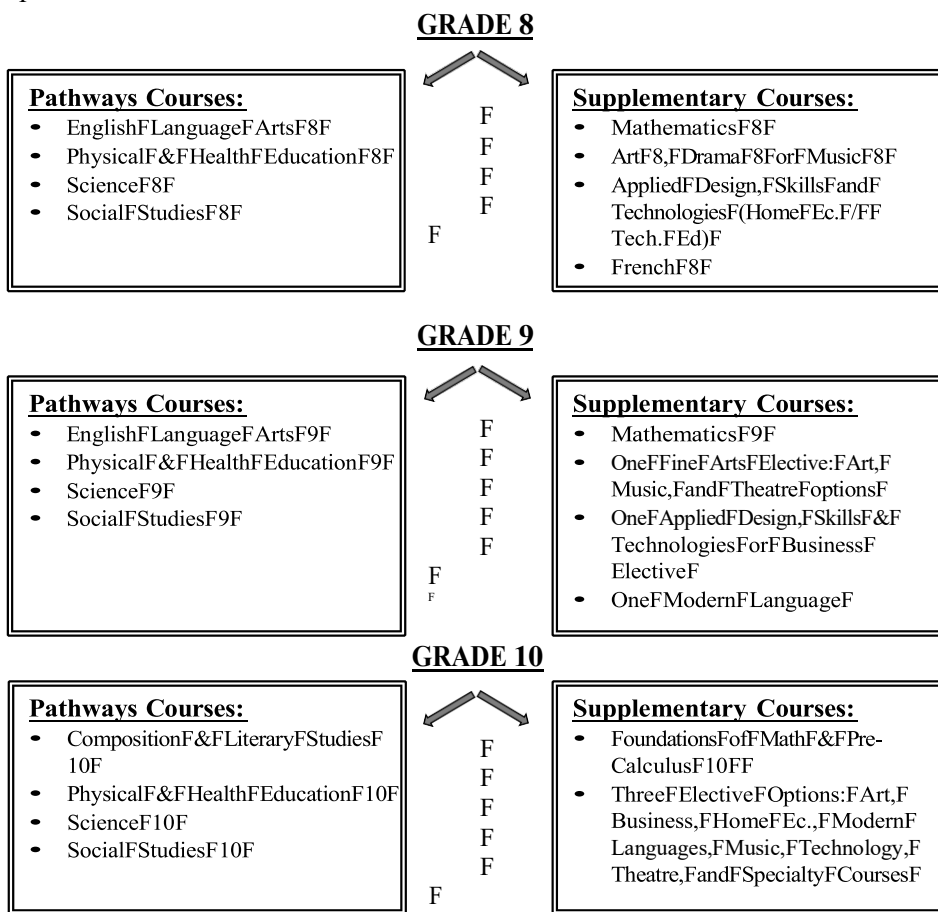 GRADE 8
Pathways Courses:
• EnglishFLanguageFArtsF8F
• PhysicalF&FHealthFEducationF8F
• ScienceF8F
• SocialFStudiesF8F
F
F
F
F
F
Supplementary Courses:
• MathematicsF8F
• ArtF8,FDramaF8ForFMusicF8F
• AppliedFDesign,FSkillsFandF
TechnologiesF(HomeFEc.F/FF
Tech.FEd)F
• FrenchF8F
GRADE 9
Pathways Courses:
• EnglishFLanguageFArtsF9F
• PhysicalF&FHealthFEducationF9F
• ScienceF9F
• SocialFStudiesF9F
F
F
F
F
F
F
F
Supplementary Courses:
• MathematicsF9F
• OneFFineFArtsFElective:FArt,F
Music,FandFTheatreFoptionsF
• OneFAppliedFDesign,FSkillsF&F
TechnologiesForFBusinessF
ElectiveF
• OneFModernFLanguageF
GRADE 10
Pathways Courses:
• CompositionF&FLiteraryFStudiesF
10F
• PhysicalF&FHealthFEducationF10F
• ScienceF10F
• SocialFStudiesF10F
F
F
F
F
F
F
Supplementary Courses:
• FoundationsFofFMathF&FPre-
CalculusF10FF
• ThreeFElectiveFOptions:FArt,F
Business,FHomeFEc.,FModernF
Languages,FMusic,FTechnology,F
Theatre,FandFSpecialtyFCoursesF